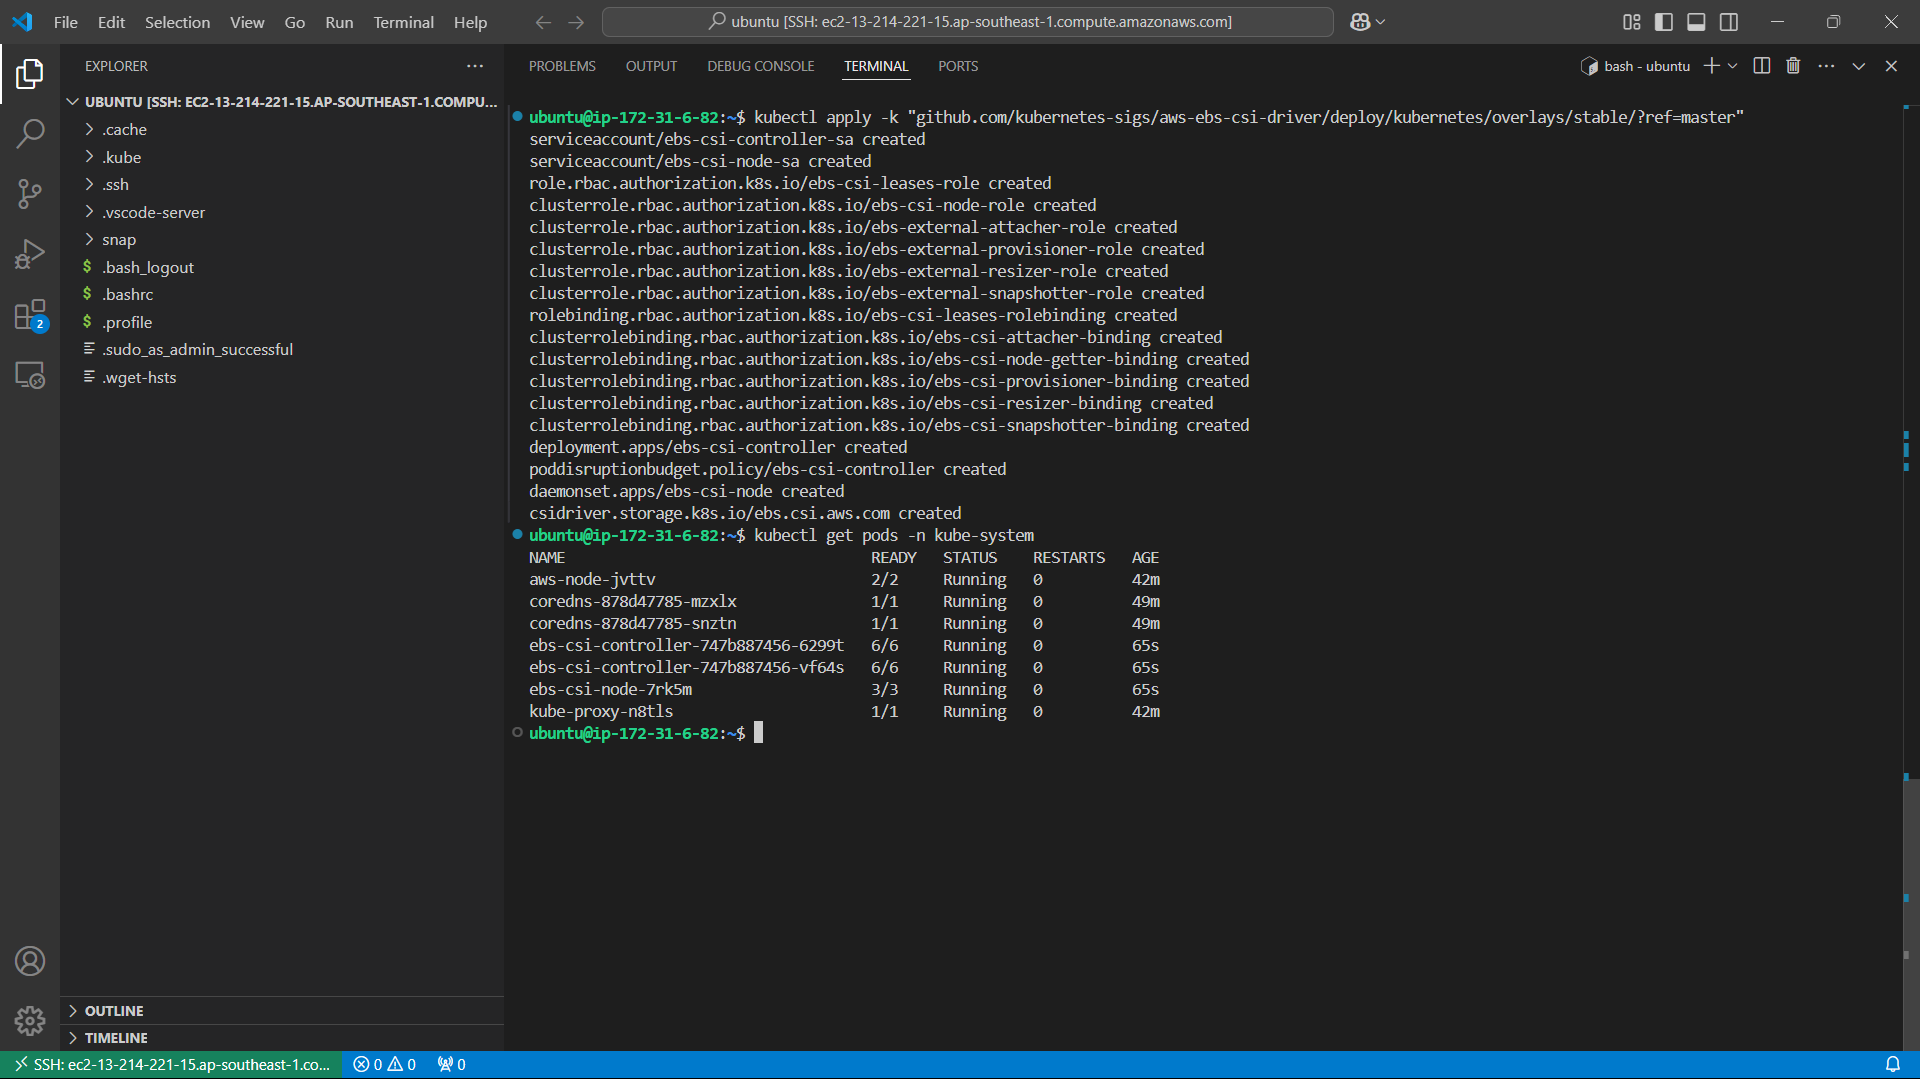 File Edit Selection View Go Run Terminal Help
ubuntu [SSH: ec2-13-214-221-15.ap-southeast-1.compute.amazonaws.com]
EXPLORER
UBUNTU [SSH: EC2-13-214-221-15.AP-SOUTHEAST-1.COMPU...
.cache
.kube
.ssh
.vscode-server
snap
$ .bash_logout
$ .bashrc
$ .profile
.sudo_as_admin_successful
.wget-hsts
2
OUTLINE
TIMELINE
PROBLEMS OUTPUT DEBUG CONSOLE TERMINAL PORTS
bash - ubuntu
ubuntu@ip-172-31-6-82:~$ kubectl apply -k "github.com/kubernetes-sigs/aws-ebs-csi-driver/deploy/kubernetes/overlays/stable/?ref=master"
serviceaccount/ebs-csi-controller-sa created
serviceaccount/ebs-csi-node-sa created
role.rbac.authorization.k8s.io/ebs-csi-leases-role created
clusterrole.rbac.authorization.k8s.io/ebs-csi-node-role created
clusterrole.rbac.authorization.k8s.io/ebs-external-attacher-role created
clusterrole.rbac.authorization.k8s.io/ebs-external-provisioner-role created
clusterrole.rbac.authorization.k8s.io/ebs-external-resizer-role created
clusterrole.rbac.authorization.k8s.io/ebs-external-snapshotter-role created
rolebinding.rbac.authorization.k8s.io/ebs-csi-leases-rolebinding created
clusterrolebinding.rbac.authorization.k8s.io/ebs-csi-attacher-binding created
clusterrolebinding.rbac.authorization.k8s.io/ebs-csi-node-getter-binding created
clusterrolebinding.rbac.authorization.k8s.io/ebs-csi-provisioner-binding created
clusterrolebinding.rbac.authorization.k8s.io/ebs-csi-resizer-binding created
clusterrolebinding.rbac.authorization.k8s.io/ebs-csi-snapshotter-binding created
deployment.apps/ebs-csi-controller created
poddisruptionbudget.policy/ebs-csi-controller created
daemonset.apps/ebs-csi-node created
csidriver.storage.k8s.io/ebs.csi.aws.com created
ubuntu@ip-172-31-6-82:~$ kubectl get pods -n kube-system
NAME READY STATUS RESTARTS AGE
aws-node-jvttv 2/2 Running 0 42m
coredns-878d47785-mzxlx 1/1 Running 0 49m
coredns-878d47785-snztn 1/1 Running 0 49m
ebs-csi-controller-747b887456-6299t 6/6 Running 0 65s
ebs-csi-controller-747b887456-vf64s 6/6 Running 0 65s
ebs-csi-node-7rk5m 3/3 Running 0 65s
kube-proxy-n8tls 1/1 Running 0 42m
ubuntu@ip-172-31-6-82:~$
SSH: ec2-13-214-221-15.ap-southeast-1.co... 0 0 0